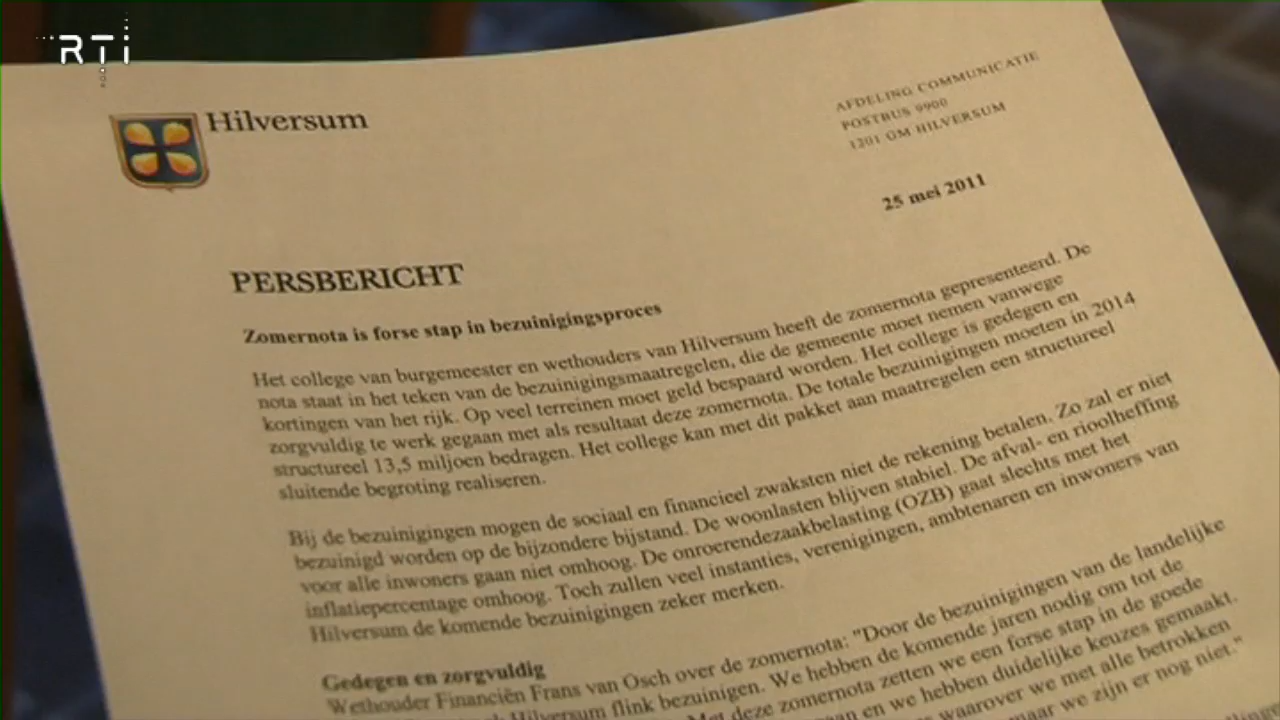 RTi
Hilversum
AFDELING COMMUNICATIE
POSTBUS 9900
1201 GM HILVERSUM
25 mei 2011
PERSBERICHT
Zomernota is forse stap in bezuinigingsproces
Het college van burgemeester en wethouders van Hilversum heeft de zomernota gepresenteerd. De
nota staat in het teken van de bezuinigingsmaatregelen, die de gemeente moet nemen vanwege
kortingen van het rijk. Op veel terreinen moet geld bespaard worden. Het college is gedegen en
zorgvuldig te werk gegaan met als resultaat deze zomernota. De totale bezuinigingen moeten in 2014
structureel 13,5 miljoen bedragen. Het college kan met dit pakket aan maatregelen een structureel
sluitende begroting realiseren.
Bij de bezuinigingen mogen de sociaal en financieel zwaksten niet de rekening betalen. Zo zal er niet
bezuinigd worden op de bijzondere bijstand. De woonlasten blijven stabiel. De afval- en rioolheffing
voor alle inwoners gaan niet omhoog. De onroerendezaakbelasting (OZB) gaat slechts met het
inflatiepercentage omhoog. Toch zullen veel instanties, verenigingen, ambtenaren en inwoners van
Hilversum de komende bezuinigingen zeker merken.
Gedegen en zorgvuldig
Wethouder Financiën Frans van Osch over de zomernota: "Door de bezuinigingen van de landelijke
Hilversum flink bezuinigen. We hebben de komende jaren nodig om tot de
Met deze zomernota zetten we een forse stap in de goede
en we hebben duidelijke keuzes gemaakt.
waarover we met alle betrokken
maar we zijn er nog niet."